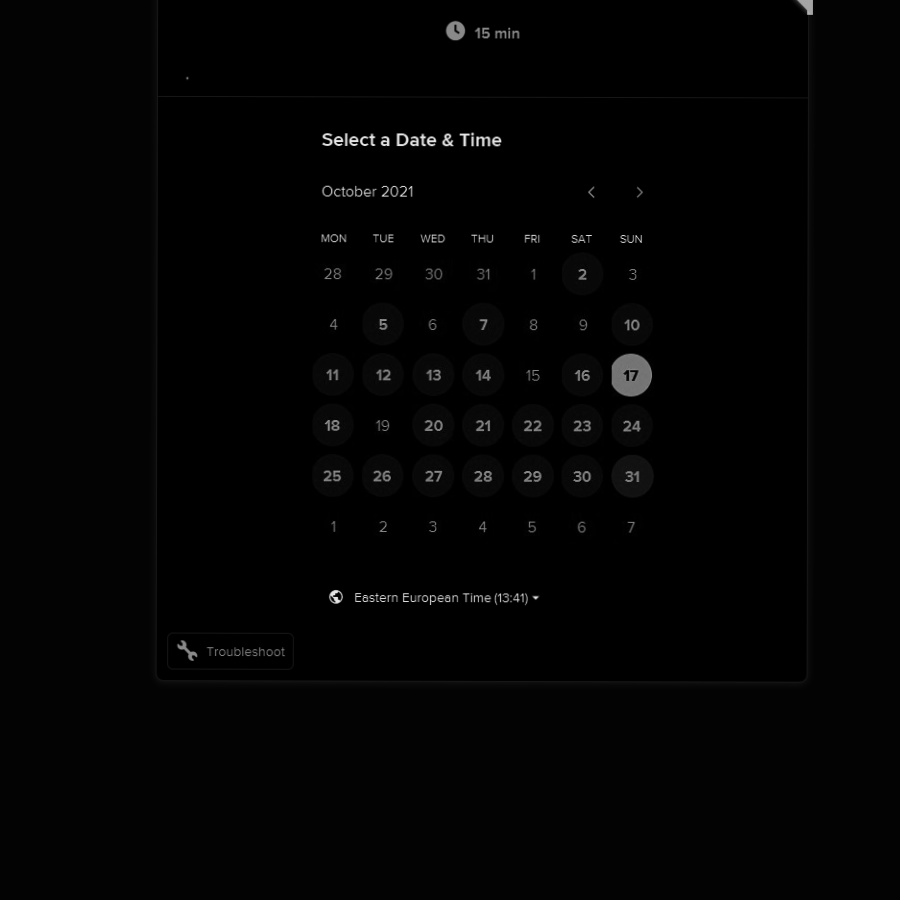 15 min
Select a Date & Time
October 2021
MON TUE WED THU FRI SAT SUN
28 29 30 31 1 2 3
4 5 6 7 8 9 10
11 12 13 14 15 16 17
18 19 20 21 22 23 24
25 26 27 28 29 30 31
1 2 3 4 5 6 7
Eastern European Time (13:41)
Troubleshoot